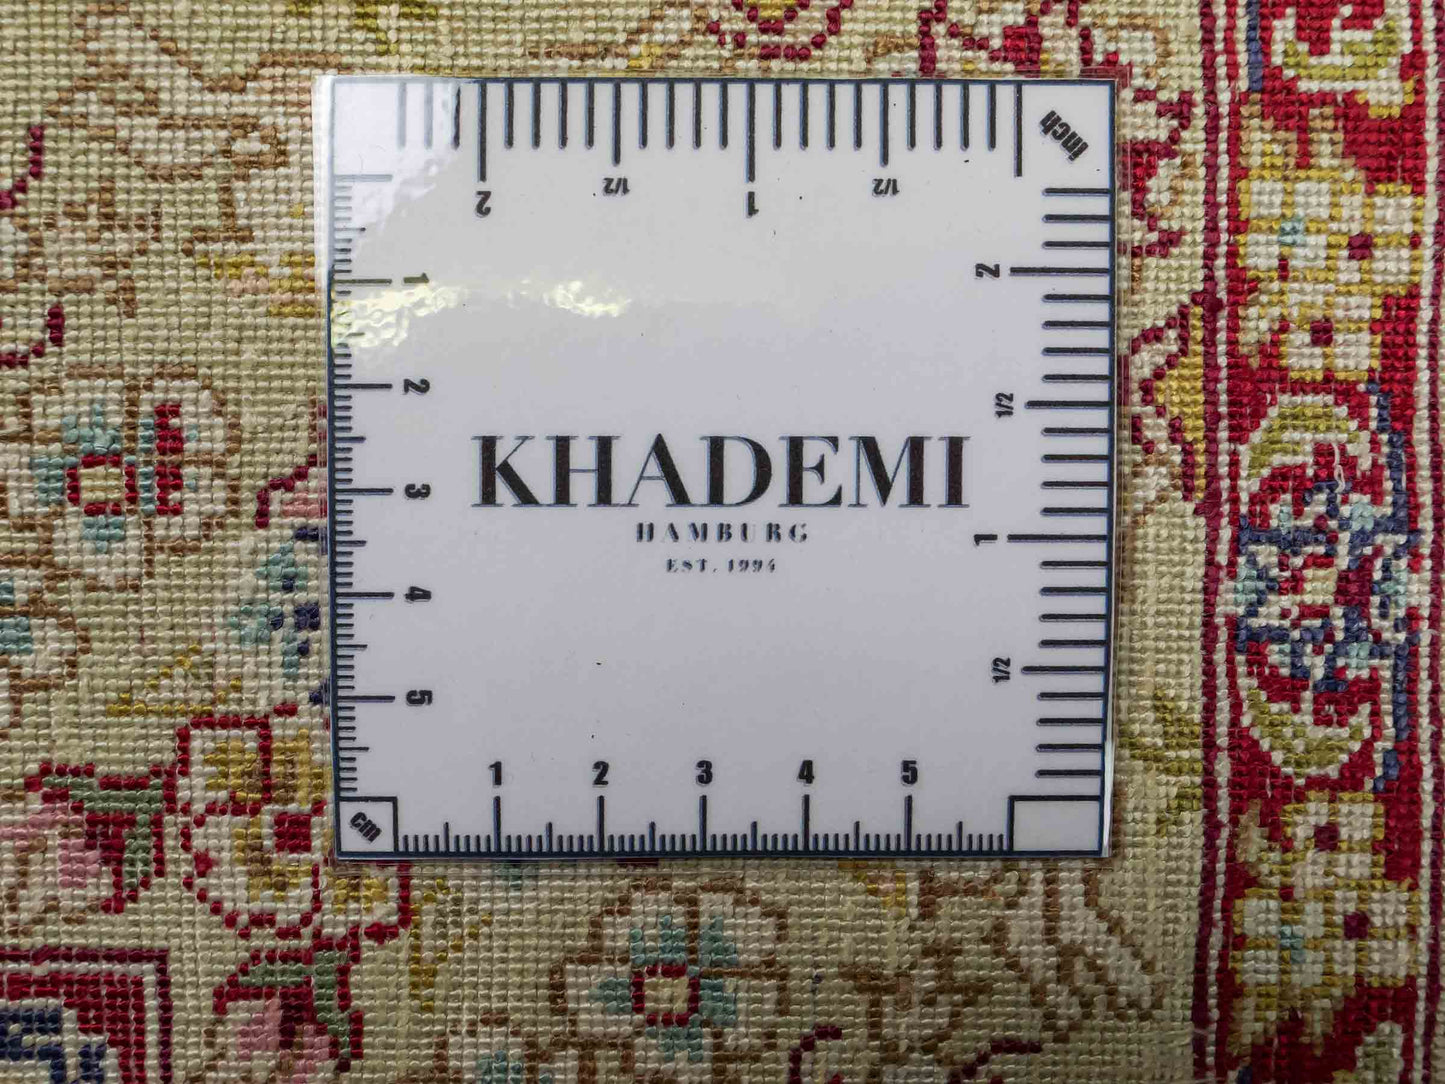 inch
2 1/2 1 1/2
1
2
3
4
5
2
1/2
1
1/2
KHADEMI
HAMBURG
EST. 1994
1 2 3 4 5
cm